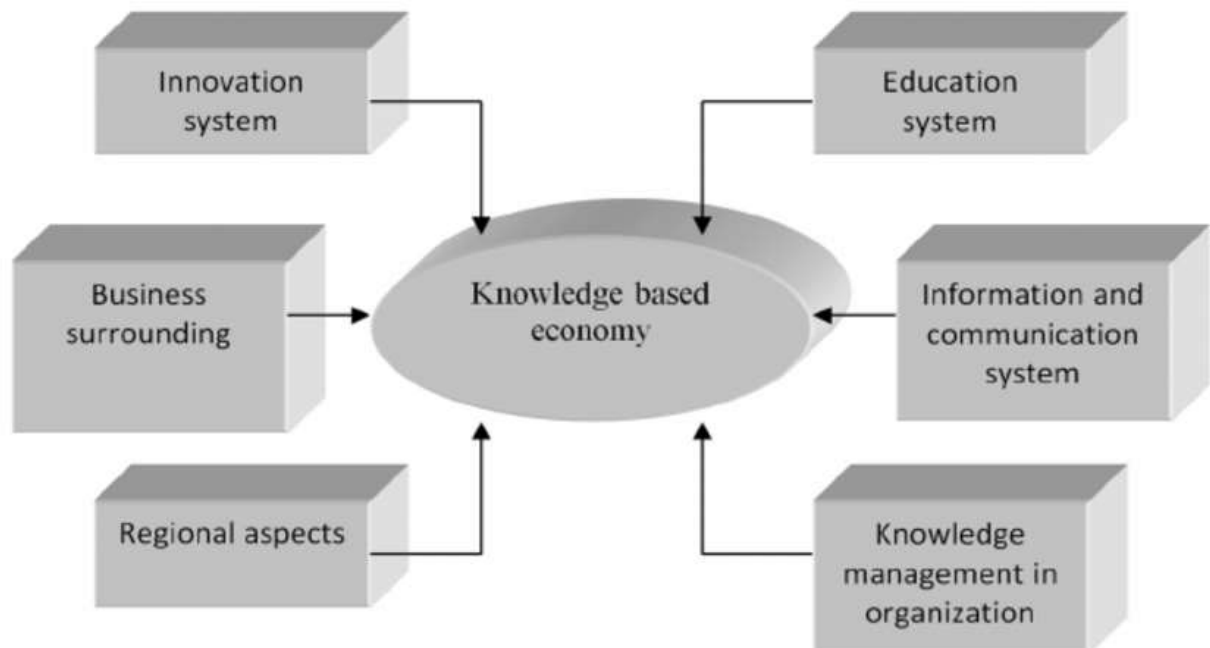 Innovation
system
Education
system
Business
surrounding
Knowledge based
economy
Information and
communication
system
Regional aspects
Knowledge
management in
organization